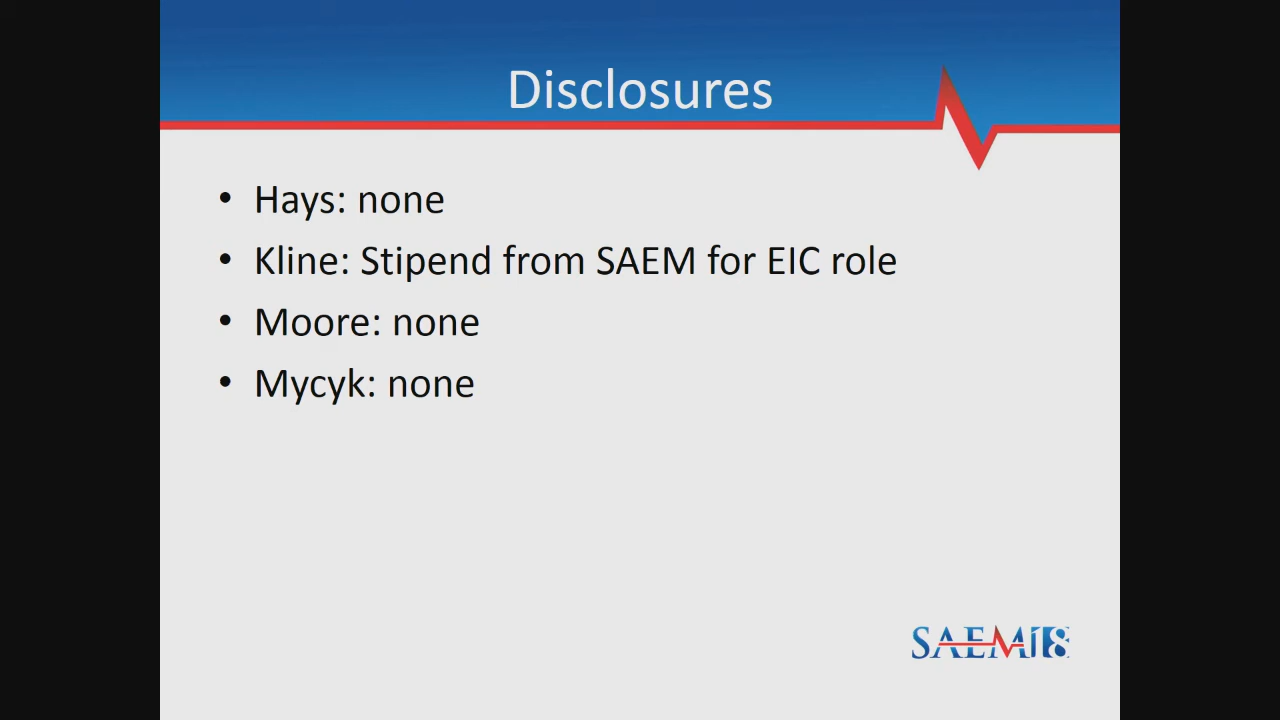 Disclosures
• Hays: none
• Kline: Stipend from SAEM for EIC role
• Moore: none
• Mycyk: none
SAEM18